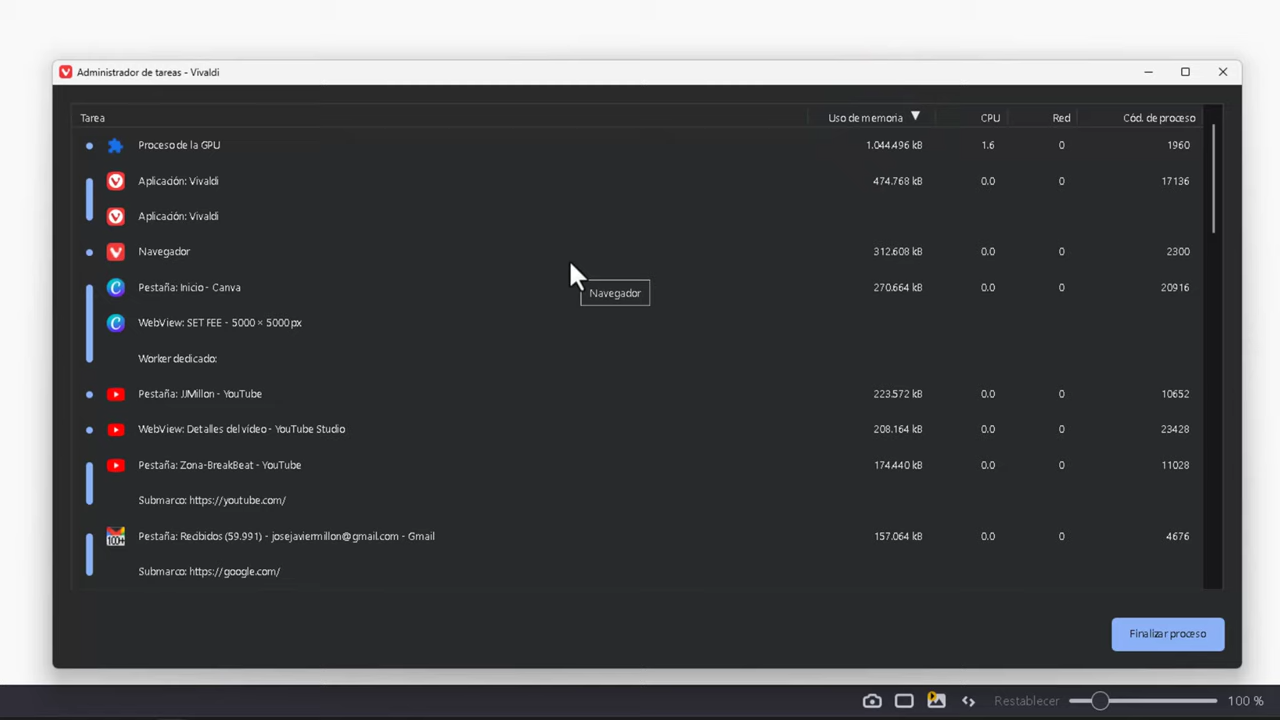 Administrador de tareas - Vivaldi
Tarea Uso de memoria ▼ CPU Red Cód. de proceso
Proceso de la GPU 1.044.496 kB 1.6 0 1960
Aplicación: Vivaldi 474.768 kB 0.0 0 17136
Aplicación: Vivaldi
Navegador 312.608 kB 0.0 0 2300
Navegador
Pestaña: Inicio - Canva 270.664 kB 0.0 0 20916
WebView: SET FEE - 5000 × 5000 px
Worker dedicado:
Pestaña: JJMillon - YouTube 223.572 kB 0.0 0 10652
WebView: Detalles del vídeo - YouTube Studio 208.164 kB 0.0 0 23428
Pestaña: Zona-BreakBeat - YouTube 174.440 kB 0.0 0 11028
Submarco: https://youtube.com/
100+ Pestaña: Recibidos (59.991) - josejaviermillon@gmail.com - Gmail 157.064 kB 0.0 0 4676
Submarco: https://google.com/
Finalizar proceso
Restablecer 100 %